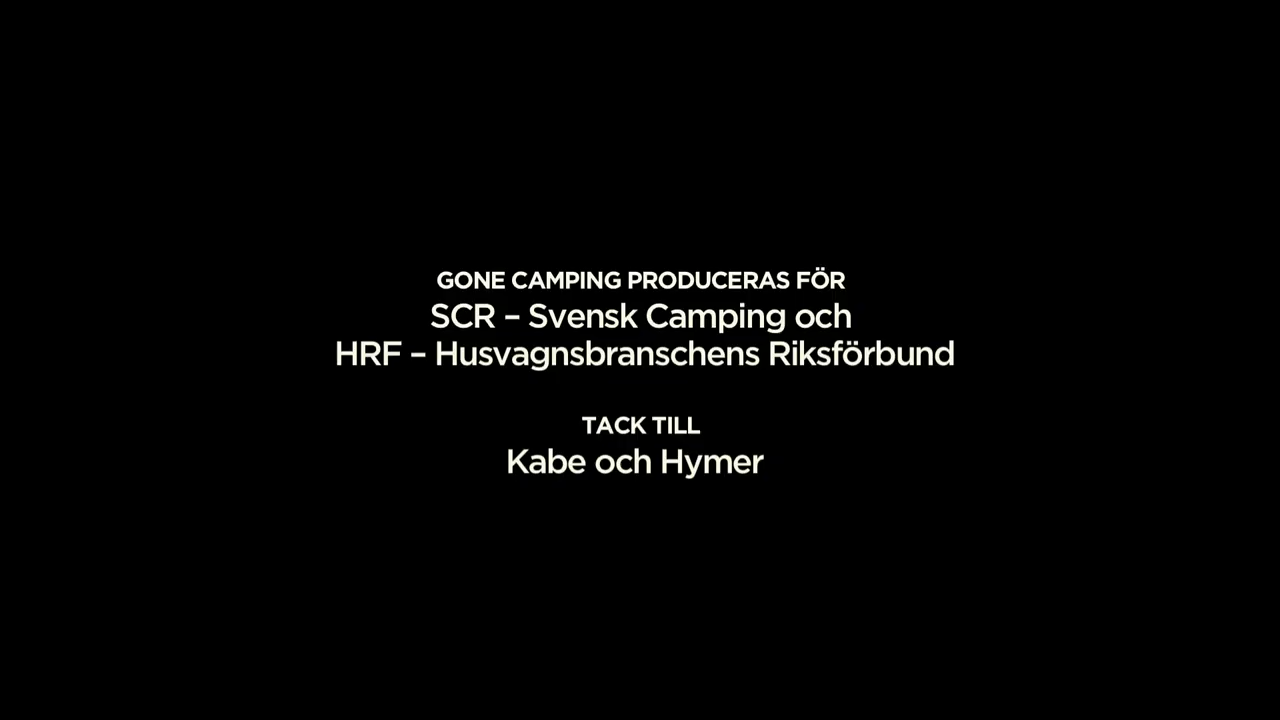 GONE CAMPING PRODUCERAS FÖR
SCR – Svensk Camping och
HRF – Husvagnsbranschens Riksförbund
TACK TILL
Kabe och Hymer